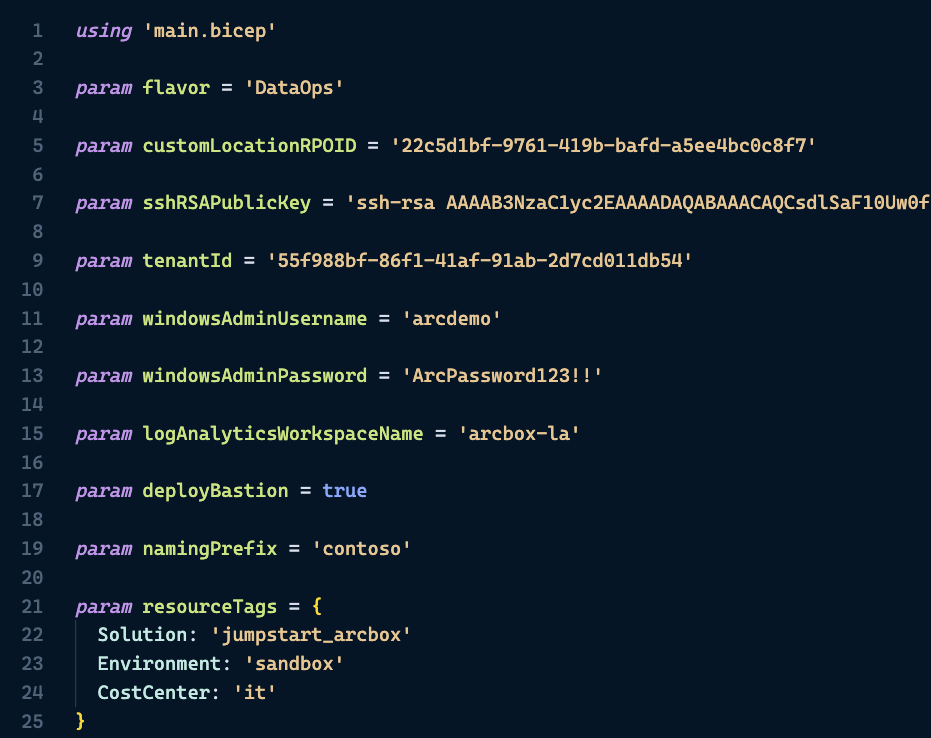 1 using 'main.bicep'
2
3 param flavor = 'DataOps'
4
5 param customLocationRPOID = '22c5d1bf-9761-419b-bafd-a5ee4bc0c8f7'
6
7 param sshRSAPublicKey = 'ssh-rsa AAAAB3NzaC1yc2EAAAADAQABAAACAQCsdlSaF10Uw0f
8
9 param tenantId = '55f988bf-86f1-41af-91ab-2d7cd011db54'
10
11 param windowsAdminUsername = 'arcdemo'
12
13 param windowsAdminPassword = 'ArcPassword123!!'
14
15 param logAnalyticsWorkspaceName = 'arcbox-la'
16
17 param deployBastion = true
18
19 param namingPrefix = 'contoso'
20
21 param resourceTags = {
22 Solution: 'jumpstart_arcbox'
23 Environment: 'sandbox'
24 CostCenter: 'it'
25 }